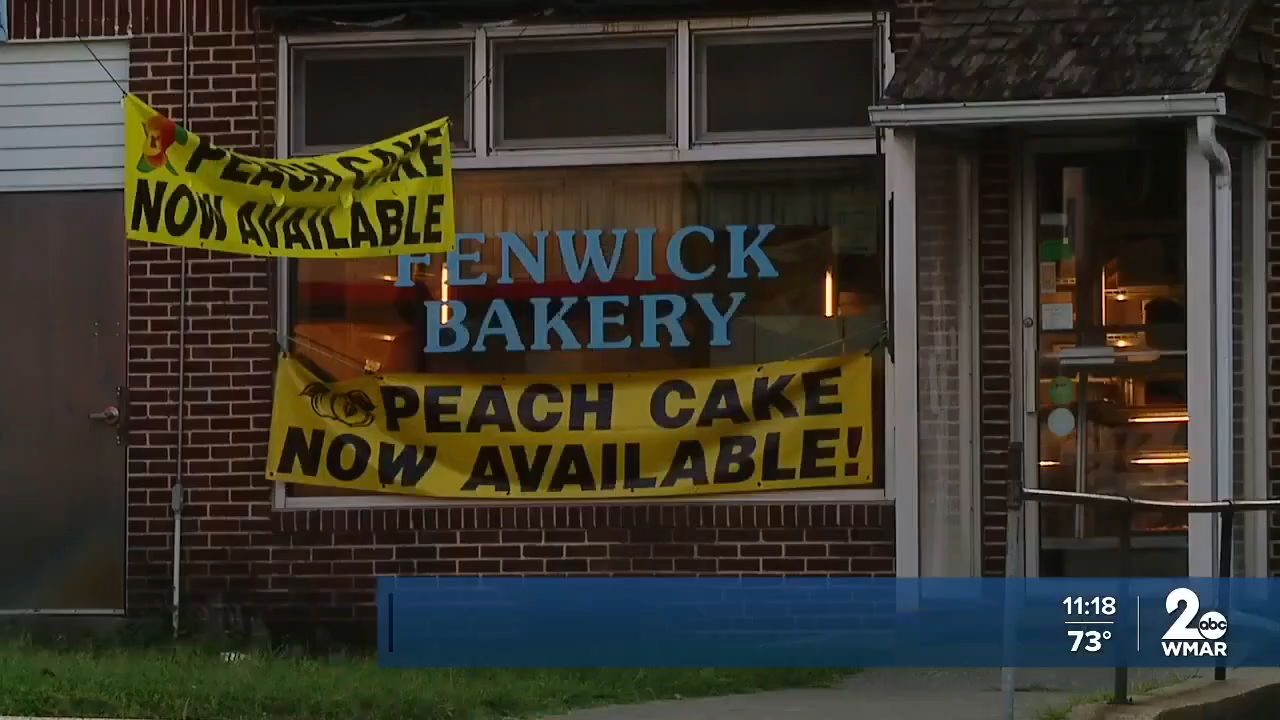 PEACH CAKE
NOW AVAILABLE
FENWICK
BAKERY
PEACH CAKE
NOW AVAILABLE!
11:18
73°
2 abc
WMAR